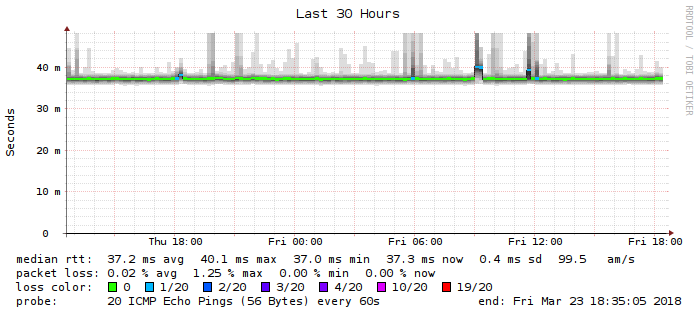 Last 30 Hours
RRDTOOL / TOBI OETIKER
Seconds
40 m
30 m
20 m
10 m
0
Thu 18:00 Fri 00:00 Fri 06:00 Fri 12:00 Fri 18:00
median rtt: 37.2 ms avg 40.1 ms max 37.0 ms min 37.3 ms now 0.4 ms sd 99.5 am/s
packet loss: 0.02 % avg 1.25 % max 0.00 % min 0.00 % now
loss color: 0 1/20 2/20 3/20 4/20 10/20 19/20
probe: 20 ICMP Echo Pings (56 Bytes) every 60s end: Fri Mar 23 18:35:05 2018